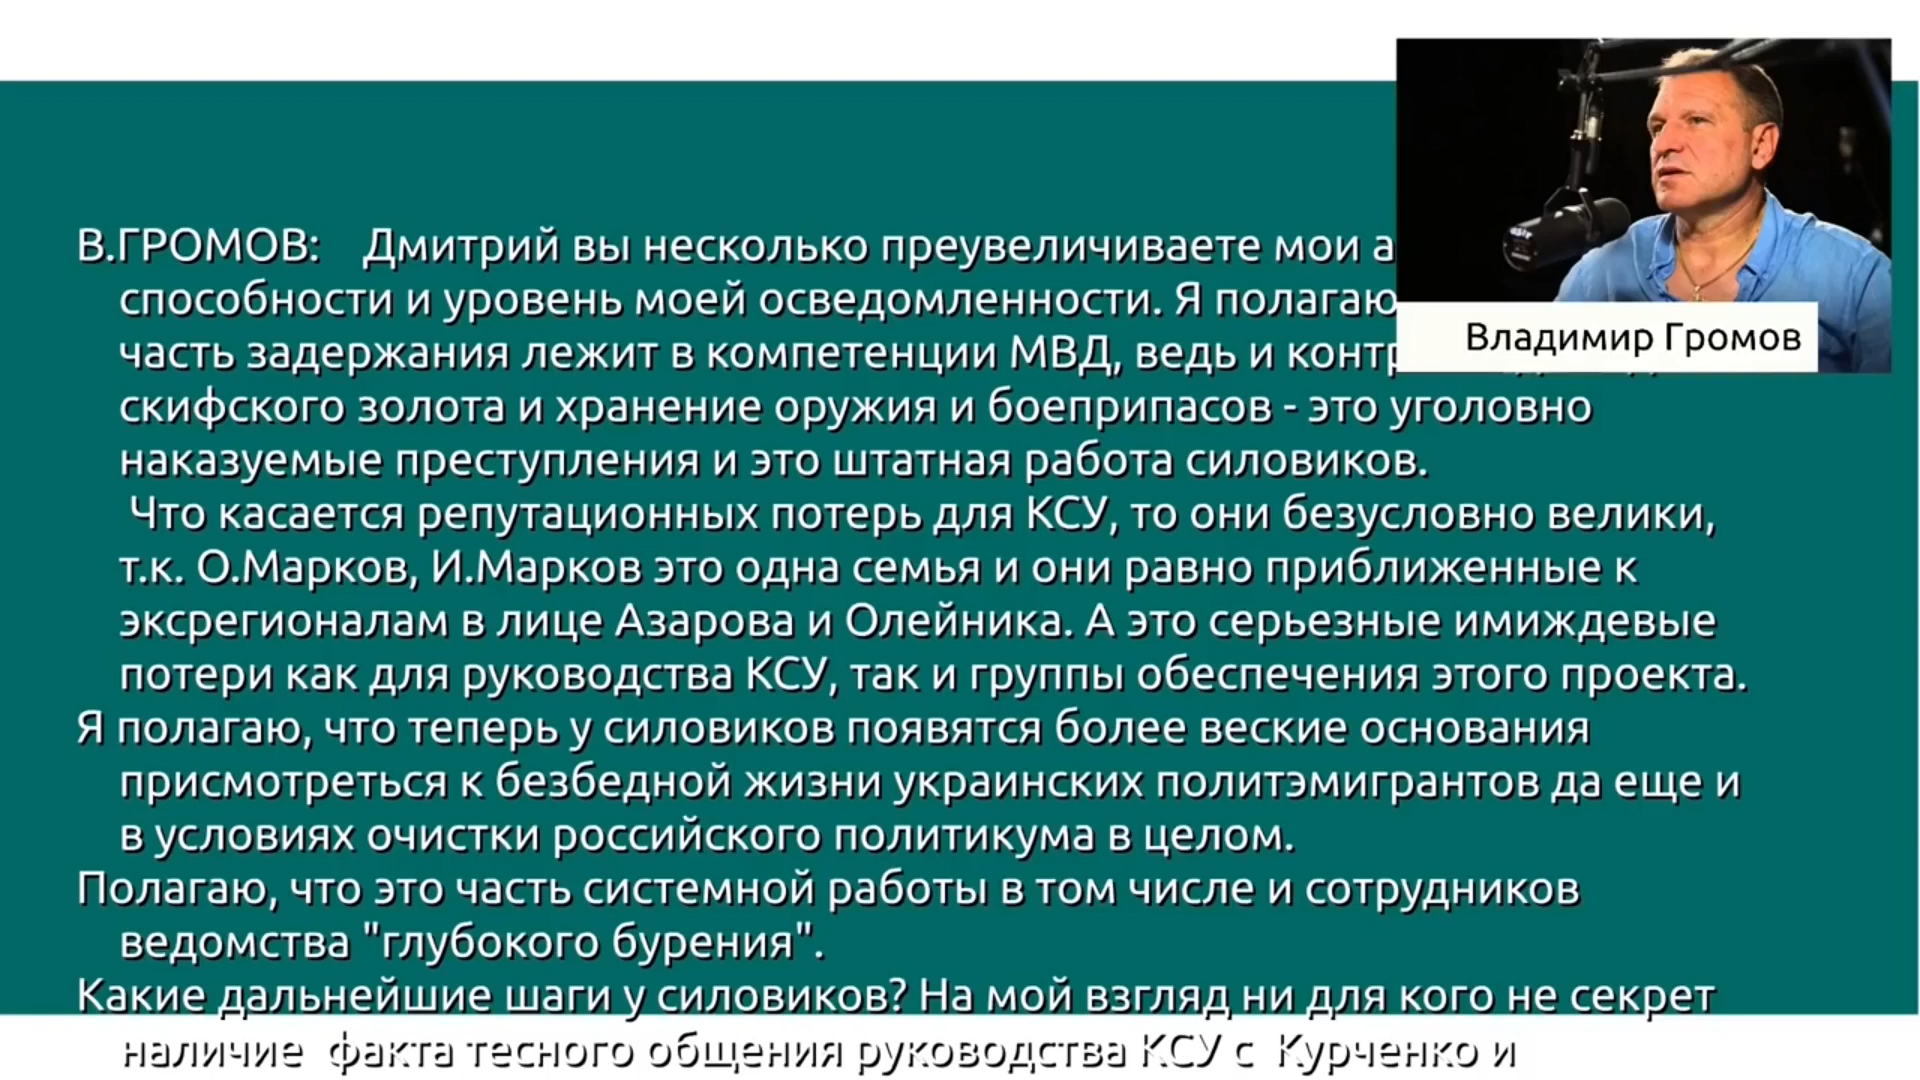 В.ГРОМОВ: Дмитрий вы несколько преувеличиваете мои
способности и уровень моей осведомленности. Я полагаю
часть задержания лежит в компетенции МВД, ведь и
скифского золота и хранение оружия и боеприпасов - это уголовно
наказуемые преступления и это штатная работа силовиков.
Что касается репутационных потерь для КСУ, то они безусловно велики,
т.к. О.Марков, И.Марков это одна семья и они равно приближенные к
эксрегионалам в лице Азарова и Олейника. А это серьезные имиждевые
потери как для руководства КСУ, так и группы обеспечения этого проекта.
Я полагаю, что теперь у силовиков появятся более веские основания
присмотреться к безбедной жизни украинских политэмигрантов да еще и
в условиях очистки российского политикума в целом.
Полагаю, что это часть системной работы в том числе и сотрудников
ведомства "глубокого бурения".
Какие дальнейшие шаги у силовиков? На мой взгляд ни для кого не секрет
наличие факта тесного общения руководства КСУ с Курченко и
Владимир Громов